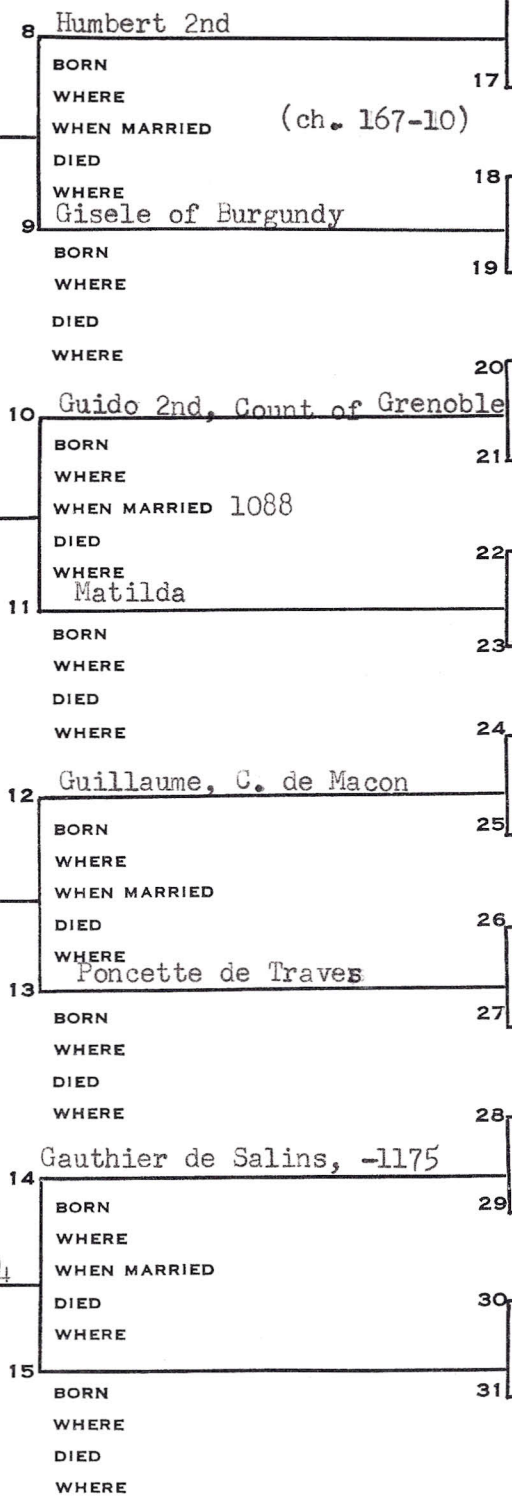 8 Humbert 2nd
BORN
WHERE
17
WHEN MARRIED (ch. 167-10)
DIED
18
WHERE
9 Gisele of Burgundy
BORN
19
WHERE
DIED
WHERE
20
10 Guido 2nd, Count of Grenoble
BORN
21
WHERE
WHEN MARRIED 1088
DIED
22
WHERE
11 Matilda
BORN
23
WHERE
DIED
WHERE
24
12 Guillaume, C. de Macon
BORN
25
WHERE
WHEN MARRIED
DIED
26
WHERE
13 Poncette de Traves
BORN
27
WHERE
DIED
WHERE
28
14 Gauthier de Salins, -1175
BORN
29
WHERE
WHEN MARRIED
4
DIED
30
WHERE
15
BORN
31
WHERE
DIED
WHERE